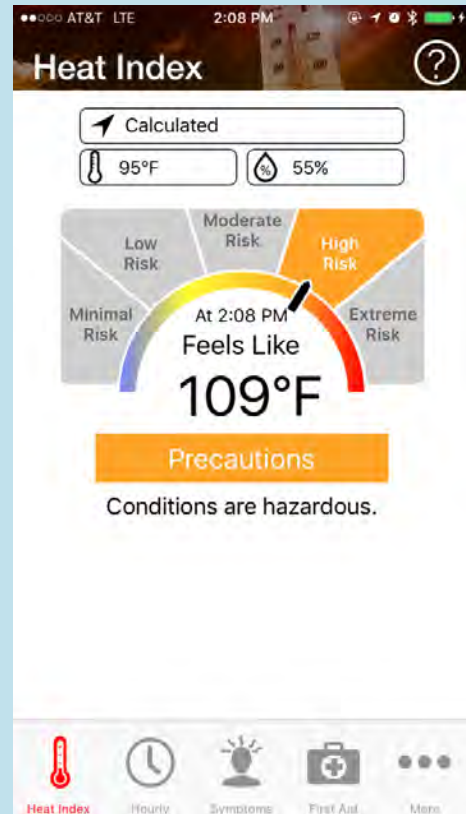 AT&T LTE 2:08 PM
Heat Index ?
Calculated
95°F % 55%
Moderate
Risk
Low
Risk
High
Risk
Minimal
Risk
Extreme
Risk
At 2:08 PM
Feels Like
109°F
Precautions
Conditions are hazardous.
Heat Index Hourly Symptoms First Aid More